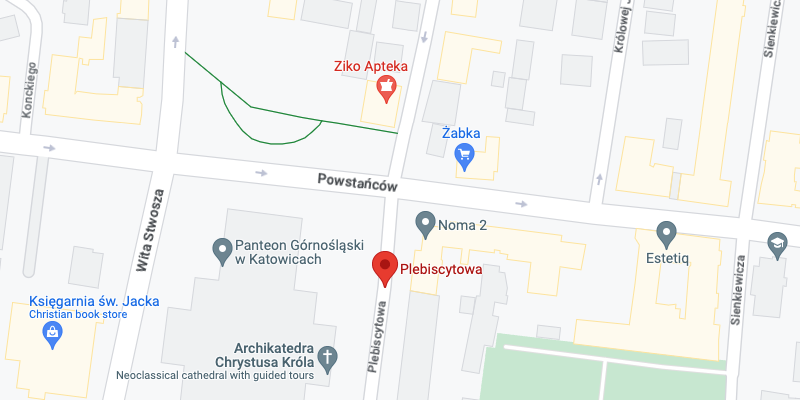 Konckiego
Ziko Apteka
Królowej J
Sienkiewicza
Żabka
Powstańców
Wita Stwosza
Noma 2
Panteon Górnośląski
w Katowicach
Plebiscytowa
Estetiq
Księgarnia św. Jacka
Christian book store
Plebiscytowa
Sienkiewicza
Archikatedra
Chrystusa Króla
Neoclassical cathedral with guided tours